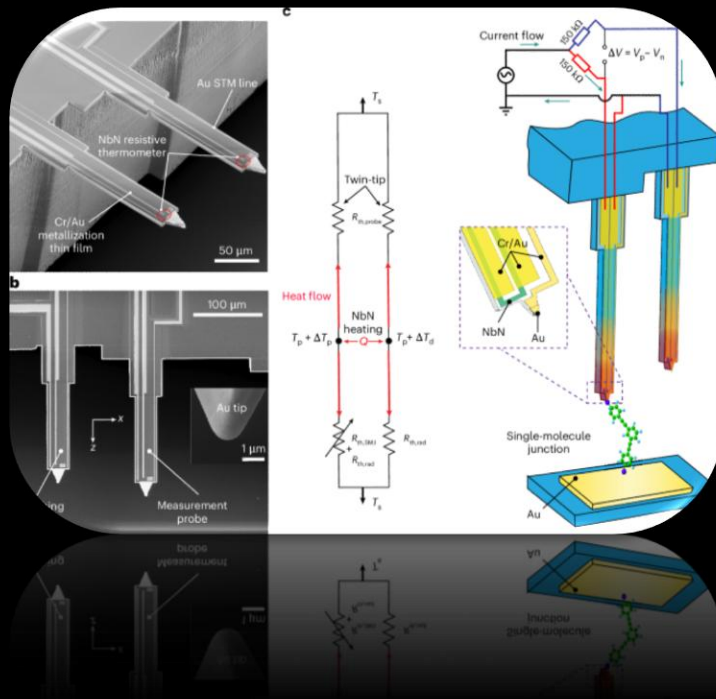 Au STM line
NbN resistive
thermometer
Cr/Au
metallization
thin film
50 μm
b
100 μm
x
z
Au tip
1 μm
Measurement
probe
c
Ts
Twin-tip
Rth,probe
Heat flow
NbN
heating
Tp + ΔTp
Q
Tp + ΔTd
Rth,SMJ
+
Rth,rad
Rth,rad
Ts
Current flow
150 kΩ
150 kΩ
ΔV = Vp – Vn
Cr/Au
NbN
Au
Single-molecule
junction
Au